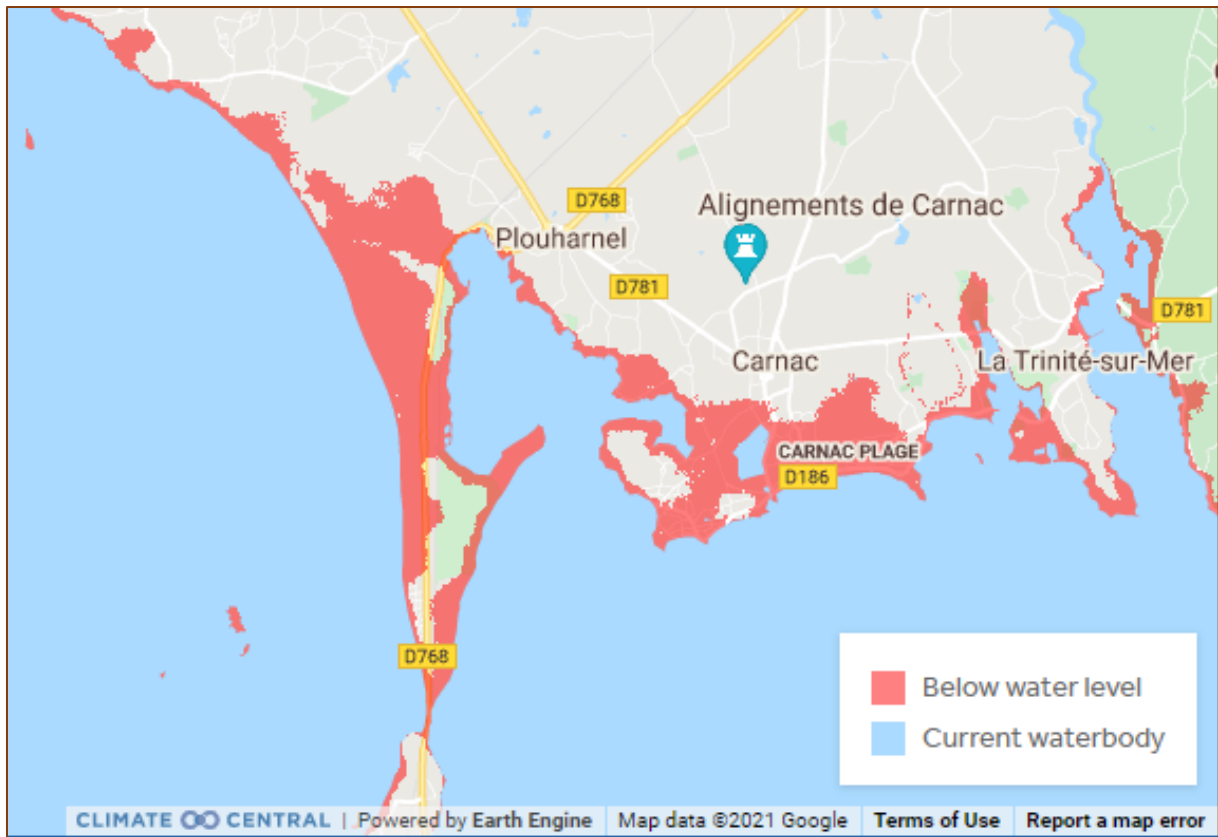 D768
Alignements de Carnac
Plouharnel
D781
D781
Carnac
La Trinité-sur-Mer
CARNAC PLAGE
D186
D768
Below water level
Current waterbody
CLIMATE CENTRAL | Powered by Earth Engine Map data ©2021 Google Terms of Use Report a map error